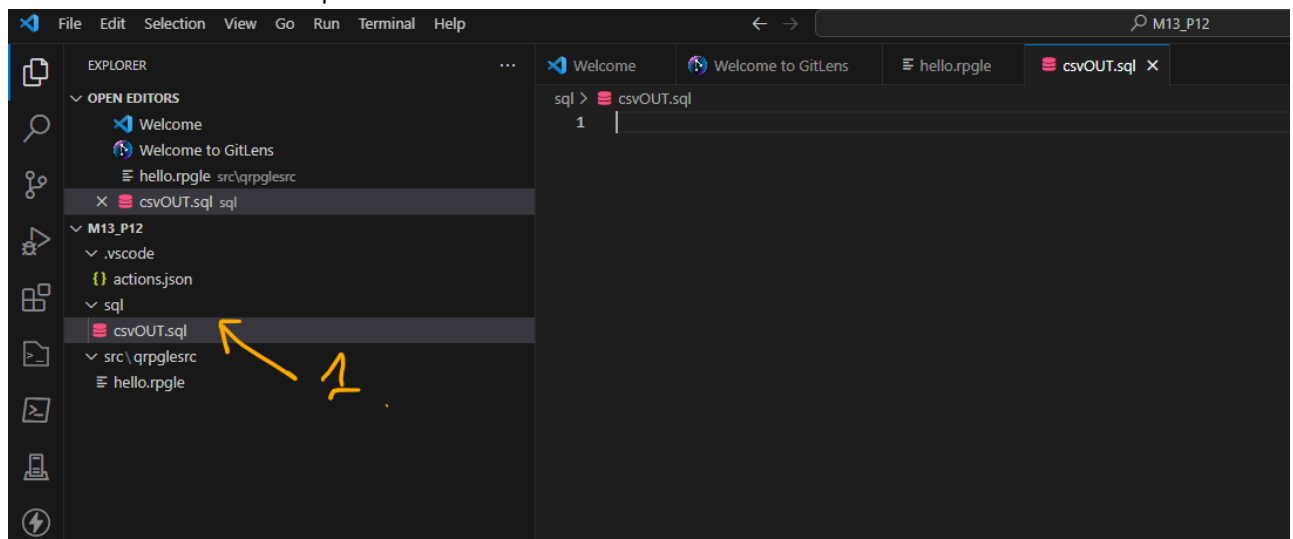 File Edit Selection View Go Run Terminal Help
M13_P12
EXPLORER
Welcome
Welcome to GitLens
hello.rpgle
csvOUT.sql
OPEN EDITORS
Welcome
Welcome to GitLens
hello.rpgle src\qrpglesrc
csvOUT.sql sql
M13_P12
.vscode
{} actions.json
sql
csvOUT.sql
src\qrpglesrc
hello.rpgle
sql > csvOUT.sql
1
1